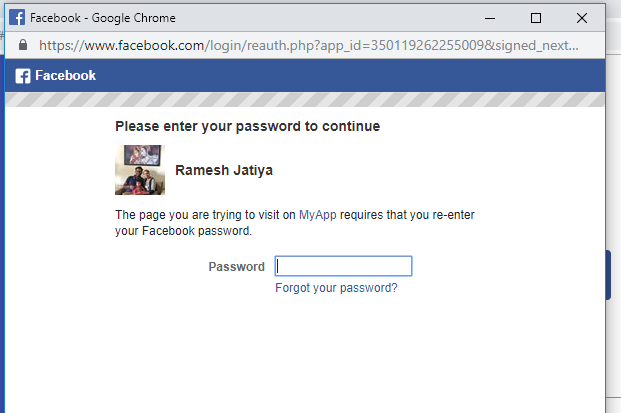 Facebook - Google Chrome
https://www.facebook.com/login/reauth.php?app_id=350119262255009&signed_next...
Facebook
Please enter your password to continue
Ramesh Jatiya
The page you are trying to visit on MyApp requires that you re-enter
your Facebook password.
Password
Forgot your password?